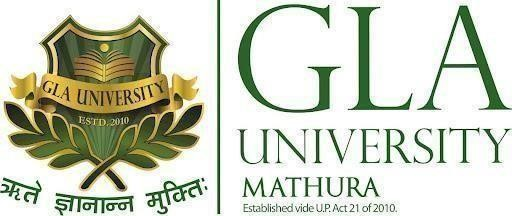 GLA UNIVERSITY
ESTD. 2010
ऋते ज्ञानान्न मुक्तिः
GLA
UNIVERSITY
MATHURA
Established vide U.P. Act 21 of 2010.